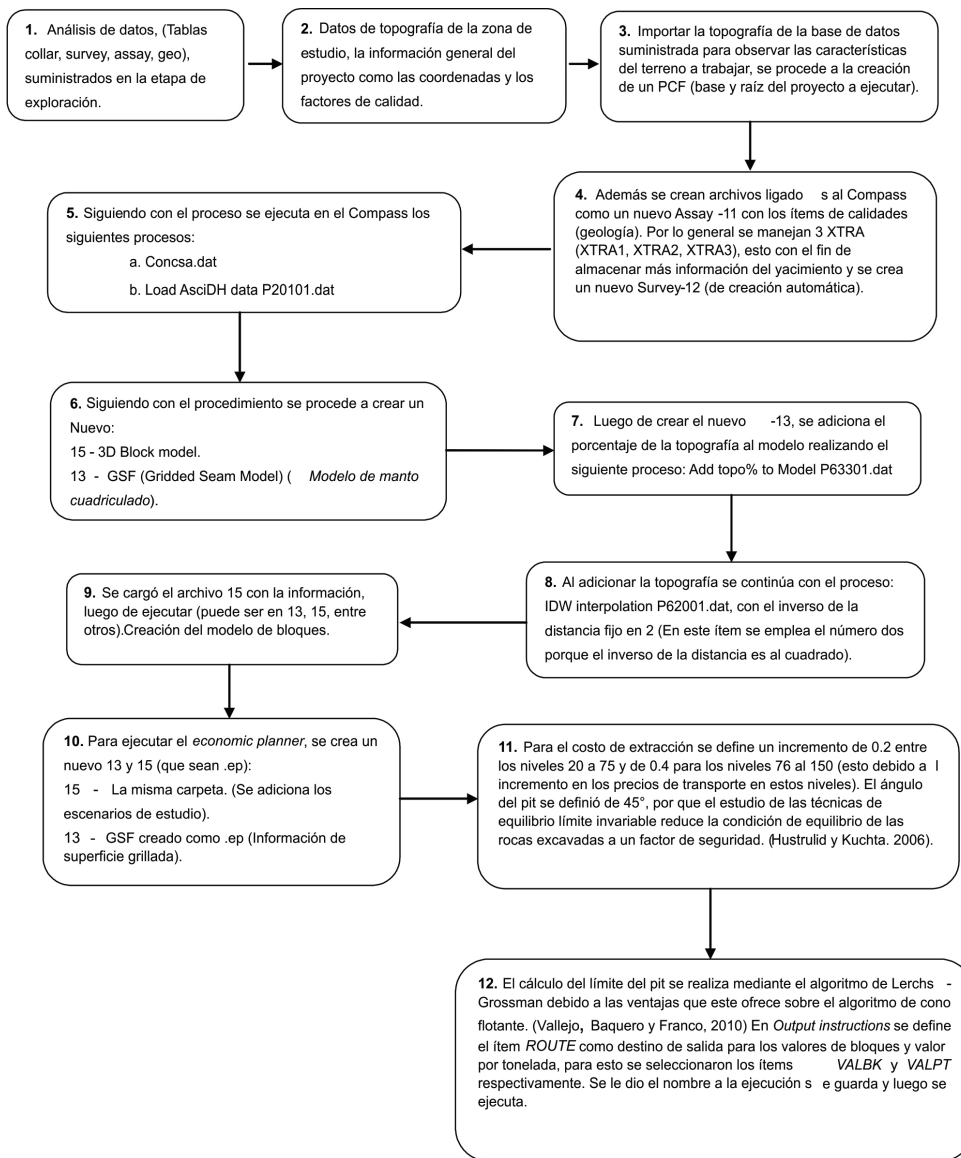 1. Análisis de datos, (Tablas
collar, survey, assay, geo),
suministrados en la etapa de
exploración.
2. Datos de topografía de la zona de
estudio, la información general del
proyecto como las coordenadas y los
factores de calidad.
3. Importar la topografía de la base de datos
suministrada para observar las características
del terreno a trabajar, se procede a la creación
de un PCF (base y raíz del proyecto a ejecutar).
4. Además se crean archivos ligado s al Compass
como un nuevo Assay -11 con los ítems de calidades
(geología). Por lo general se manejan 3 XTRA
(XTRA1, XTRA2, XTRA3), esto con el fin de
almacenar más información del yacimiento y se crea
un nuevo Survey-12 (de creación automática).
5. Siguiendo con el proceso se ejecuta en el Compass los
siguientes procesos:
a. Concsa.dat
b. Load AsciDH data P20101.dat
6. Siguiendo con el procedimiento se procede a crear un
Nuevo:
15 - 3D Block model.
13 - GSF (Gridded Seam Model) ( Modelo de manto
cuadriculado).
7. Luego de crear el nuevo -13, se adiciona el
porcentaje de la topografía al modelo realizando el
siguiente proceso: Add topo% to Model P63301.dat
8. Al adicionar la topografía se continúa con el proceso:
IDW interpolation P62001.dat, con el inverso de la
distancia fijo en 2 (En este ítem se emplea el número dos
porque el inverso de la distancia es al cuadrado).
9. Se cargó el archivo 15 con la información,
luego de ejecutar (puede ser en 13, 15, entre
otros).Creación del modelo de bloques.
10. Para ejecutar el economic planner, se crea un
nuevo 13 y 15 (que sean .ep):
15 - La misma carpeta. (Se adiciona los
escenarios de estudio).
13 - GSF creado como .ep (Información de
superficie grillada).
11. Para el costo de extracción se define un incremento de 0.2 entre
los niveles 20 a 75 y de 0.4 para los niveles 76 al 150 (esto debido a l
incremento en los precios de transporte en estos niveles). El ángulo
del pit se definió de 45°, por que el estudio de las técnicas de
equilibrio límite invariable reduce la condición de equilibrio de las
rocas excavadas a un factor de seguridad. (Hustrulid y Kuchta. 2006).
12. El cálculo del límite del pit se realiza mediante el algoritmo de Lerchs -
Grossman debido a las ventajas que este ofrece sobre el algoritmo de cono
flotante. (Vallejo, Baquero y Franco, 2010) En Output instructions se define
el ítem ROUTE como destino de salida para los valores de bloques y valor
por tonelada, para esto se seleccionaron los ítems VALBK y VALPT
respectivamente. Se le dio el nombre a la ejecución s e guarda y luego se
ejecuta.